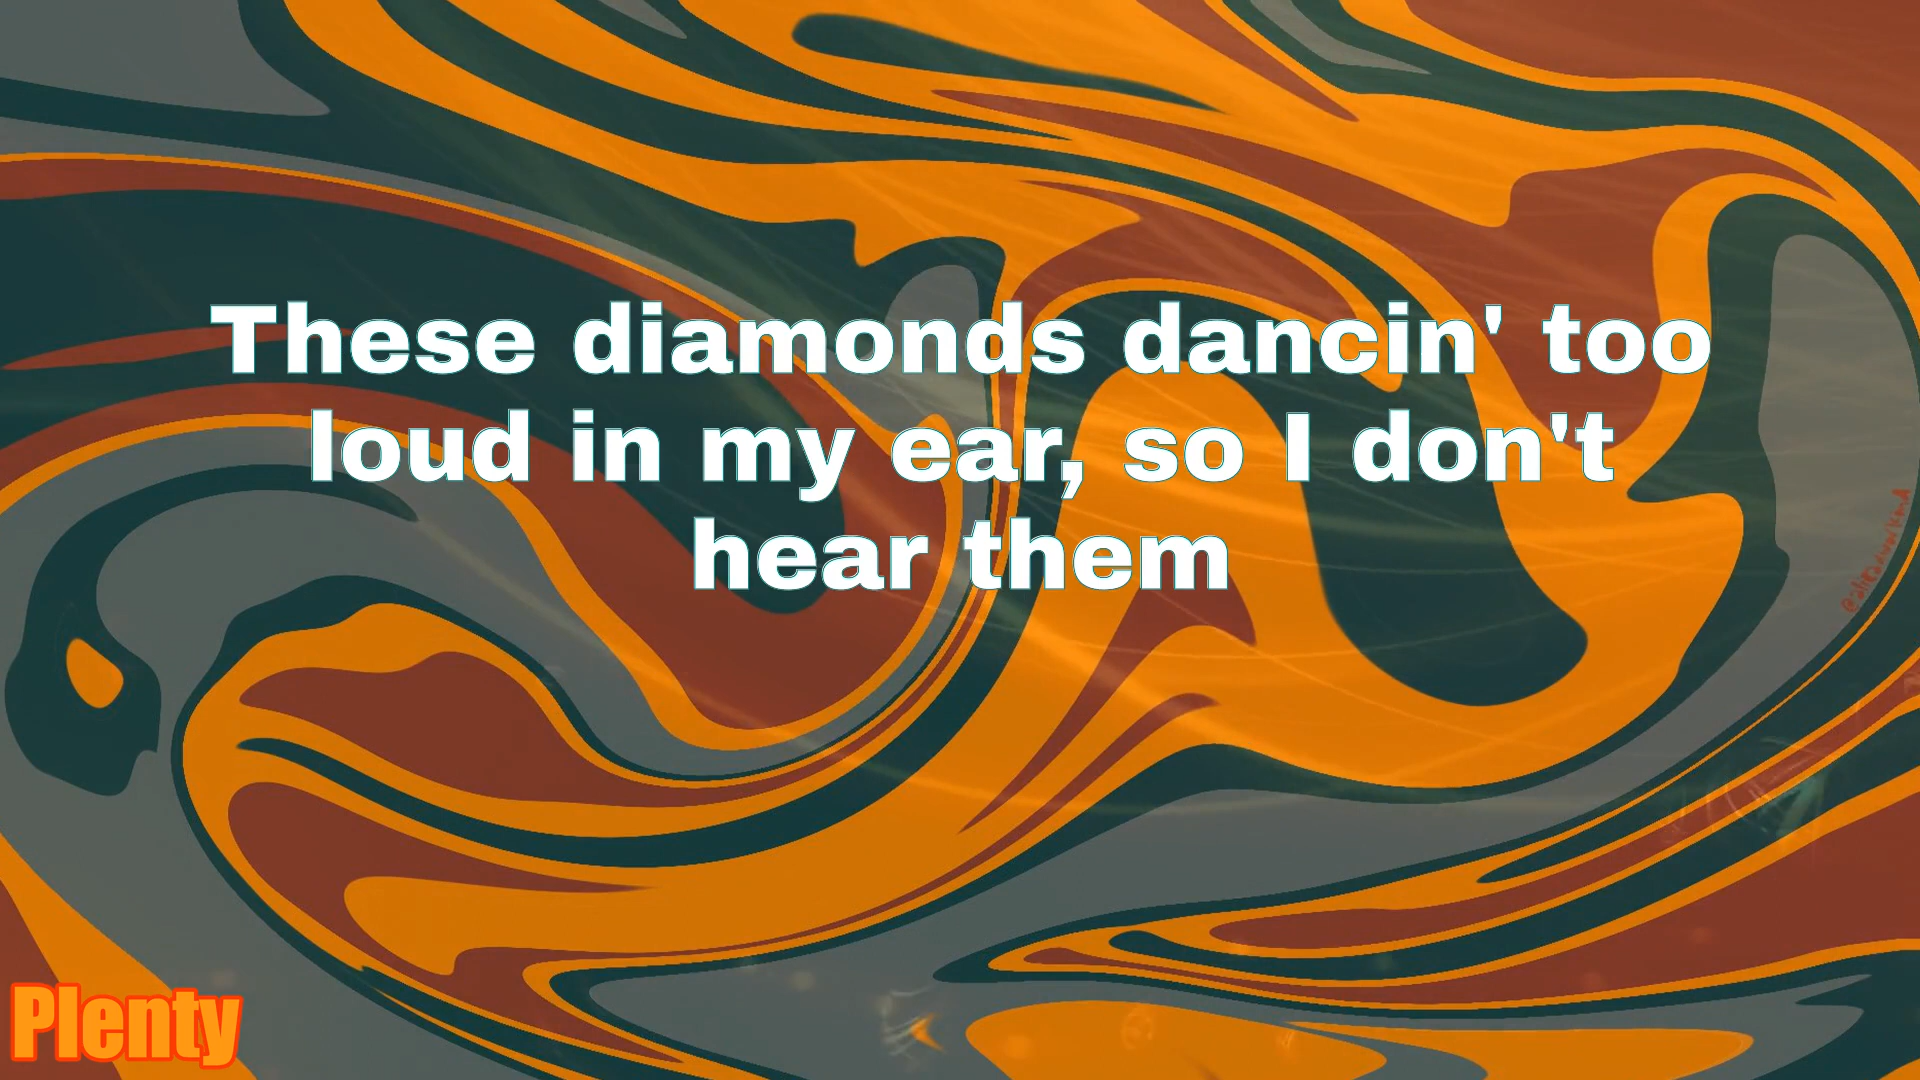 These diamonds dancin' too
loud in my ear, so I don't
hear them
Plenty